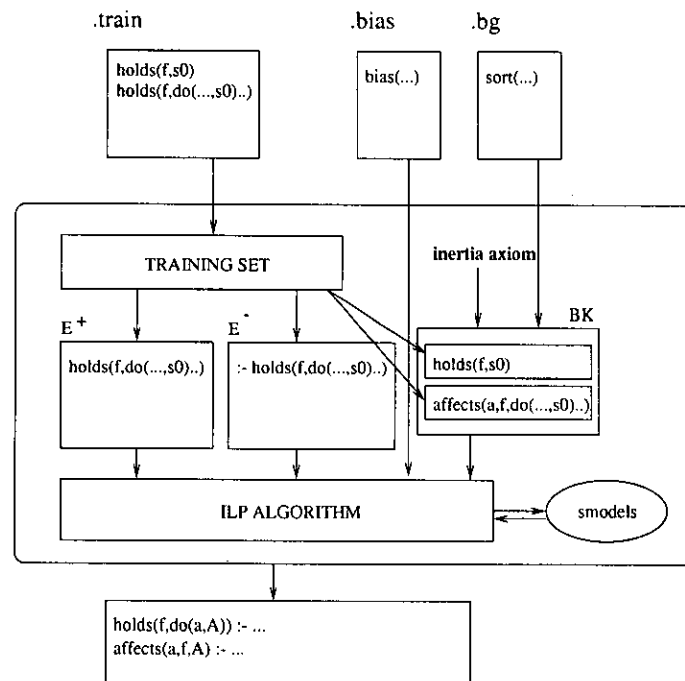 .train
.bias
.bg
holds(f,s0)
holds(f,do(...,s0)..)
bias(...)
sort(...)
TRAINING SET
inertia axiom
E+
E-
BK
holds(f,do(...,s0)..)
:- holds(f,do(...,s0)..)
holds(f,s0)
affects(a,f,do(...,s0)..)
ILP ALGORITHM
smodels
holds(f,do(a,A)) :- ...
affects(a,f,A) :- ...